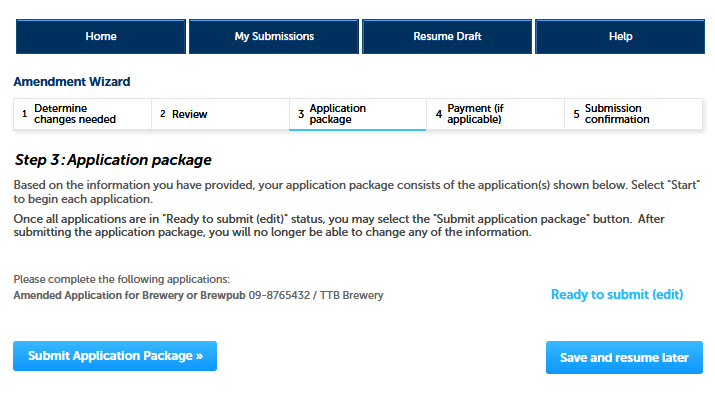 Home My Submissions Resume Draft Help
Amendment Wizard
1 Determine changes needed 2 Review 3 Application package 4 Payment (if applicable) 5 Submission confirmation
Step 3: Application package
Based on the information you have provided, your application package consists of the application(s) shown below. Select "Start"
to begin each application.
Once all applications are in "Ready to submit (edit)" status, you may select the "Submit application package" button. After
submitting the application package, you will no longer be able to change any of the information.
Please complete the following applications:
Amended Application for Brewery or Brewpub 09-8765432 / TTB Brewery Ready to submit (edit)
Submit Application Package » Save and resume later